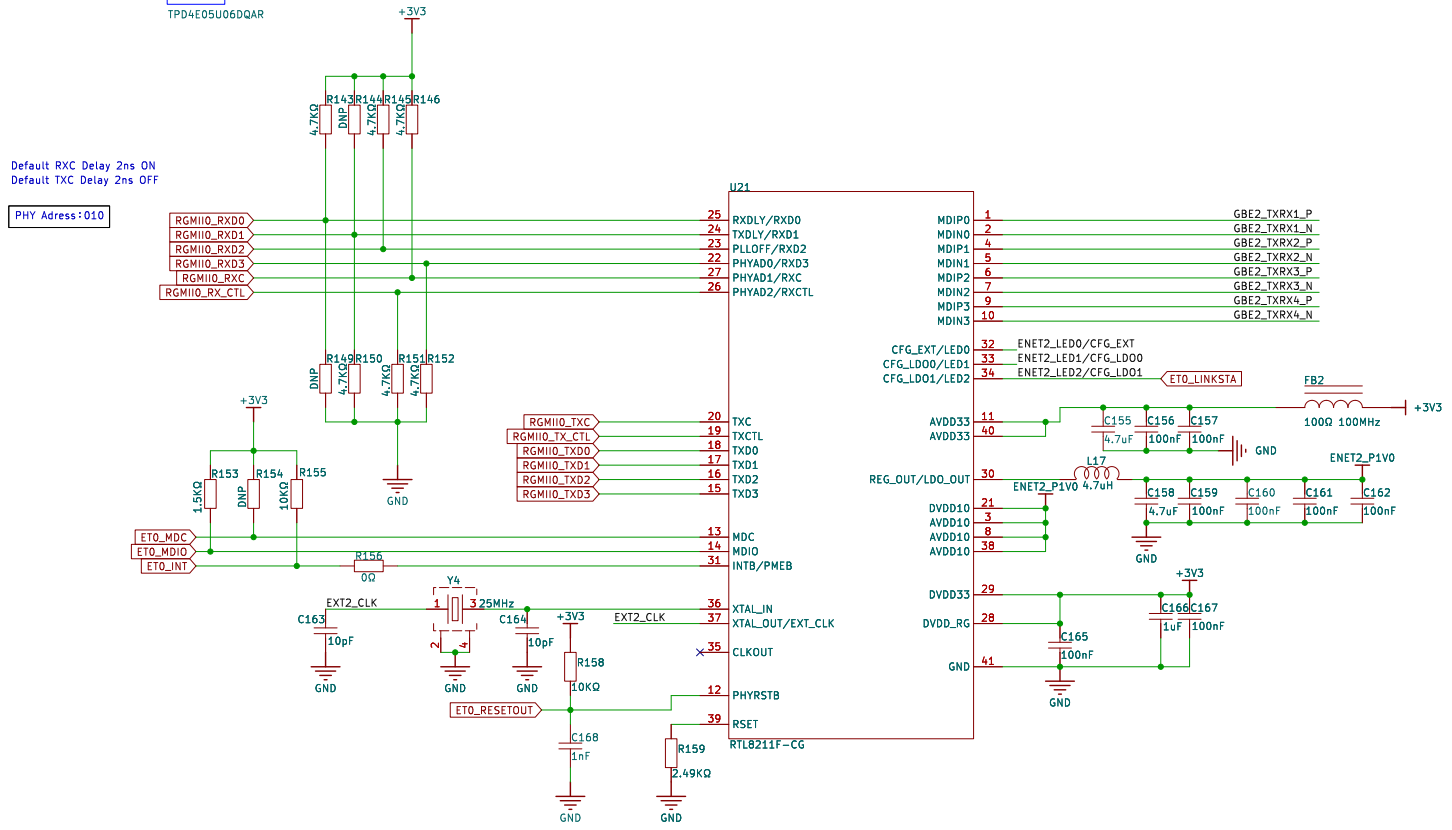 TPD4E05U06DQAR
+3V3
R143 R144 R145 R146
4.7KΩ DNP 4.7KΩ 4.7KΩ
Default RXC Delay 2ns ON
Default TXC Delay 2ns OFF
PHY Adress:010
U21
RGMII0_RXD0 25 RXDLY/RXD0 MDIP0 1 GBE2_TXRX1_P
RGMII0_RXD1 24 TXDLY/RXD1 MDIN0 2 GBE2_TXRX1_N
RGMII0_RXD2 23 PLLOFF/RXD2 MDIP1 4 GBE2_TXRX2_P
RGMII0_RXD3 22 PHYAD0/RXD3 MDIN1 5 GBE2_TXRX2_N
RGMII0_RXC 27 PHYAD1/RXC MDIP2 6 GBE2_TXRX3_P
RGMII0_RX_CTL 26 PHYAD2/RXCTL MDIN2 7 GBE2_TXRX3_N
MDIP3 9 GBE2_TXRX4_P
MDIN3 10 GBE2_TXRX4_N
CFG_EXT/LED0 32 ENET2_LED0/CFG_EXT
CFG_LDO0/LED1 33 ENET2_LED1/CFG_LDO0
CFG_LDO1/LED2 34 ENET2_LED2/CFG_LDO1 ET0_LINKSTA
R149 R150 R151 R152
DNP 4.7KΩ 4.7KΩ 4.7KΩ
GND
FB2
100Ω 100MHz
+3V3
RGMII0_TXC 20 TXC AVDD33 11
RGMII0_TX_CTL 19 TXCTL AVDD33 40
RGMII0_TXD0 18 TXD0
RGMII0_TXD1 17 TXD1
RGMII0_TXD2 16 TXD2 REG_OUT/LDO_OUT 30
RGMII0_TXD3 15 TXD3
C155 C156 C157
4.7uF 100nF 100nF
GND
L17
4.7uH
ENET2_P1V0
ENET2_P1V0
C158 C159 C160 C161 C162
4.7uF 100nF 100nF 100nF 100nF
GND
DVDD10 21
AVDD10 3
AVDD10 8
AVDD10 38
+3V3
R153 R154 R155
1.5KΩ DNP 10KΩ
ET0_MDC 13 MDC
ET0_MDIO 14 MDIO
ET0_INT R156 31 INTB/PMEB
0Ω
Y4
25MHz
1 3
2 4
EXT2_CLK
36 XTAL_IN
EXT2_CLK 37 XTAL_OUT/EXT_CLK
35 CLKOUT
C163
10pF
GND
GND
C164
10pF
GND
+3V3
R158
10KΩ
ET0_RESETOUT 12 PHYRSTB
39 RSET
RTL8211F-CG
C168
1nF
GND
R159
2.49KΩ
GND
+3V3
DVDD33 29
DVDD_RG 28
GND 41
C166 C167
1uF 100nF
C165
100nF
GND